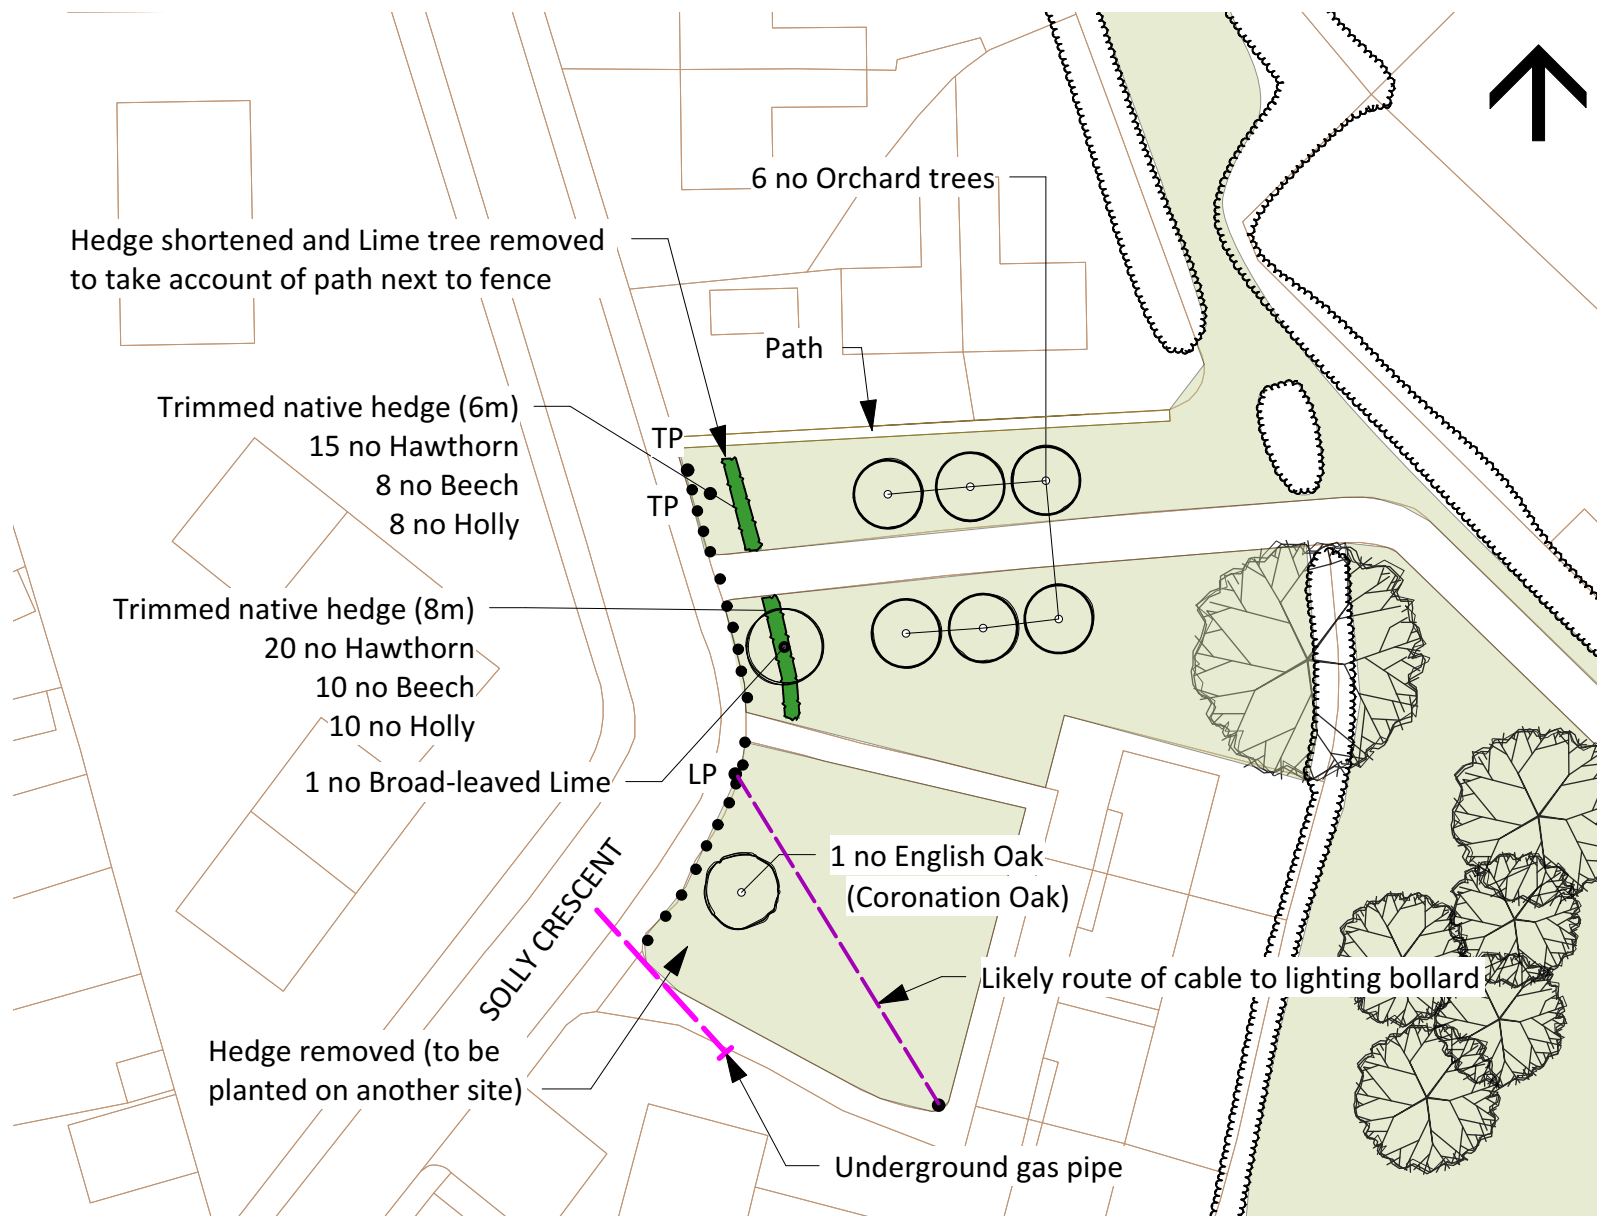 6 no Orchard trees
Hedge shortened and Lime tree removed
to take account of path next to fence
Path
Trimmed native hedge (6m)
15 no Hawthorn
8 no Beech
8 no Holly
TP
TP
Trimmed native hedge (8m)
20 no Hawthorn
10 no Beech
10 no Holly
1 no Broad-leaved Lime
LP
1 no English Oak
(Coronation Oak)
SOLLY CRESCENT
Likely route of cable to lighting bollard
Hedge removed (to be
planted on another site)
Underground gas pipe